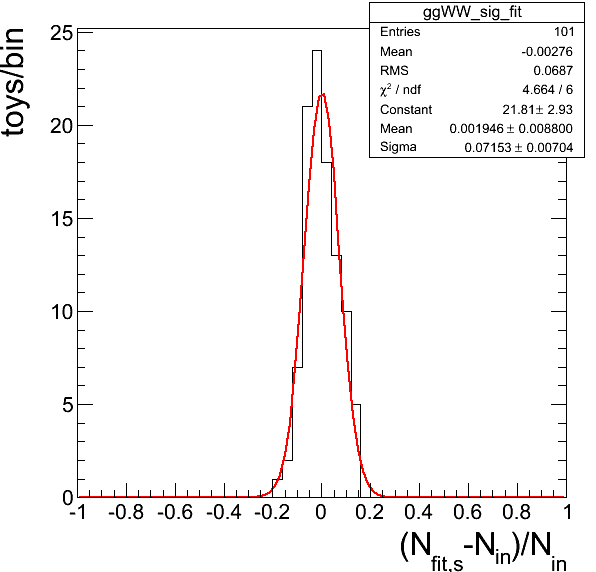 ggWW_sig_fit
Entries 101
Mean -0.00276
RMS 0.0687
χ² / ndf 4.664 / 6
Constant 21.81± 2.93
Mean 0.001946 ± 0.008800
Sigma 0.07153 ± 0.00704
toys/bin
25
20
15
10
5
0
-1 -0.8 -0.6 -0.4 -0.2 0 0.2 0.4 0.6 0.8 1
(N_fit,s-N_in)/N_in